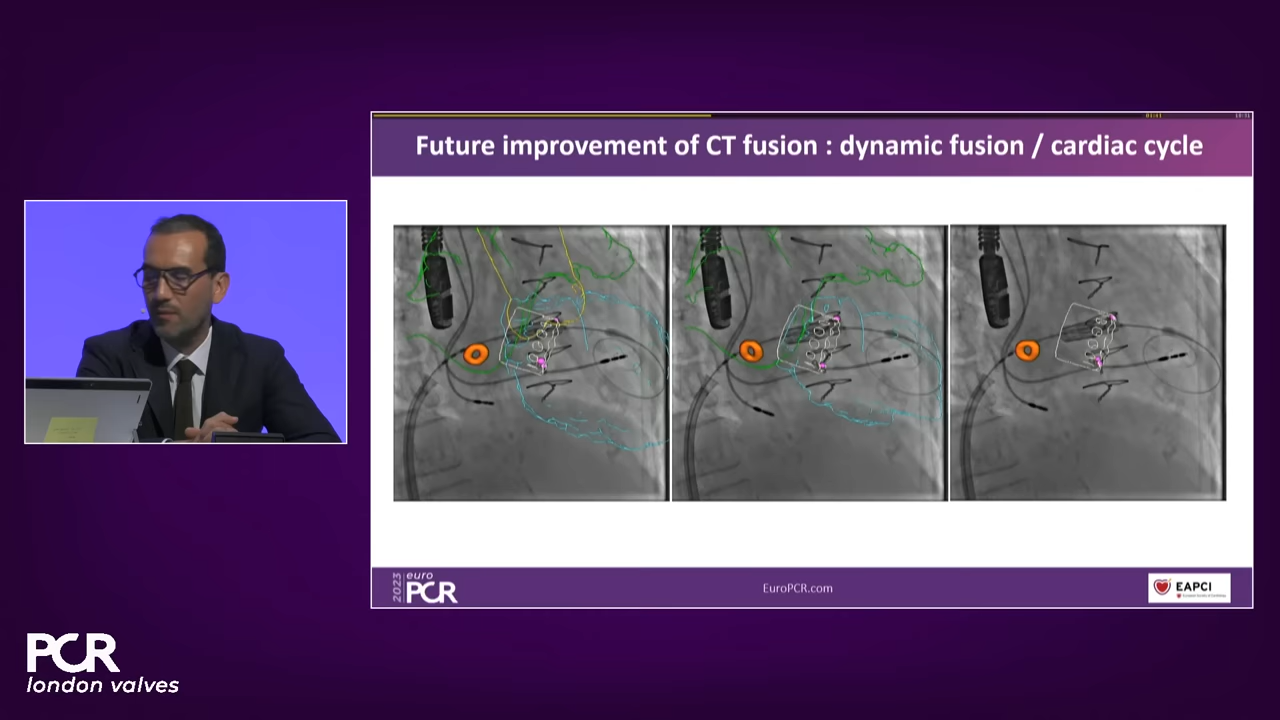 Future improvement of CT fusion : dynamic fusion / cardiac cycle
2023 euro
PCR
EuroPCR.com
EAPCI
PCR
london valves